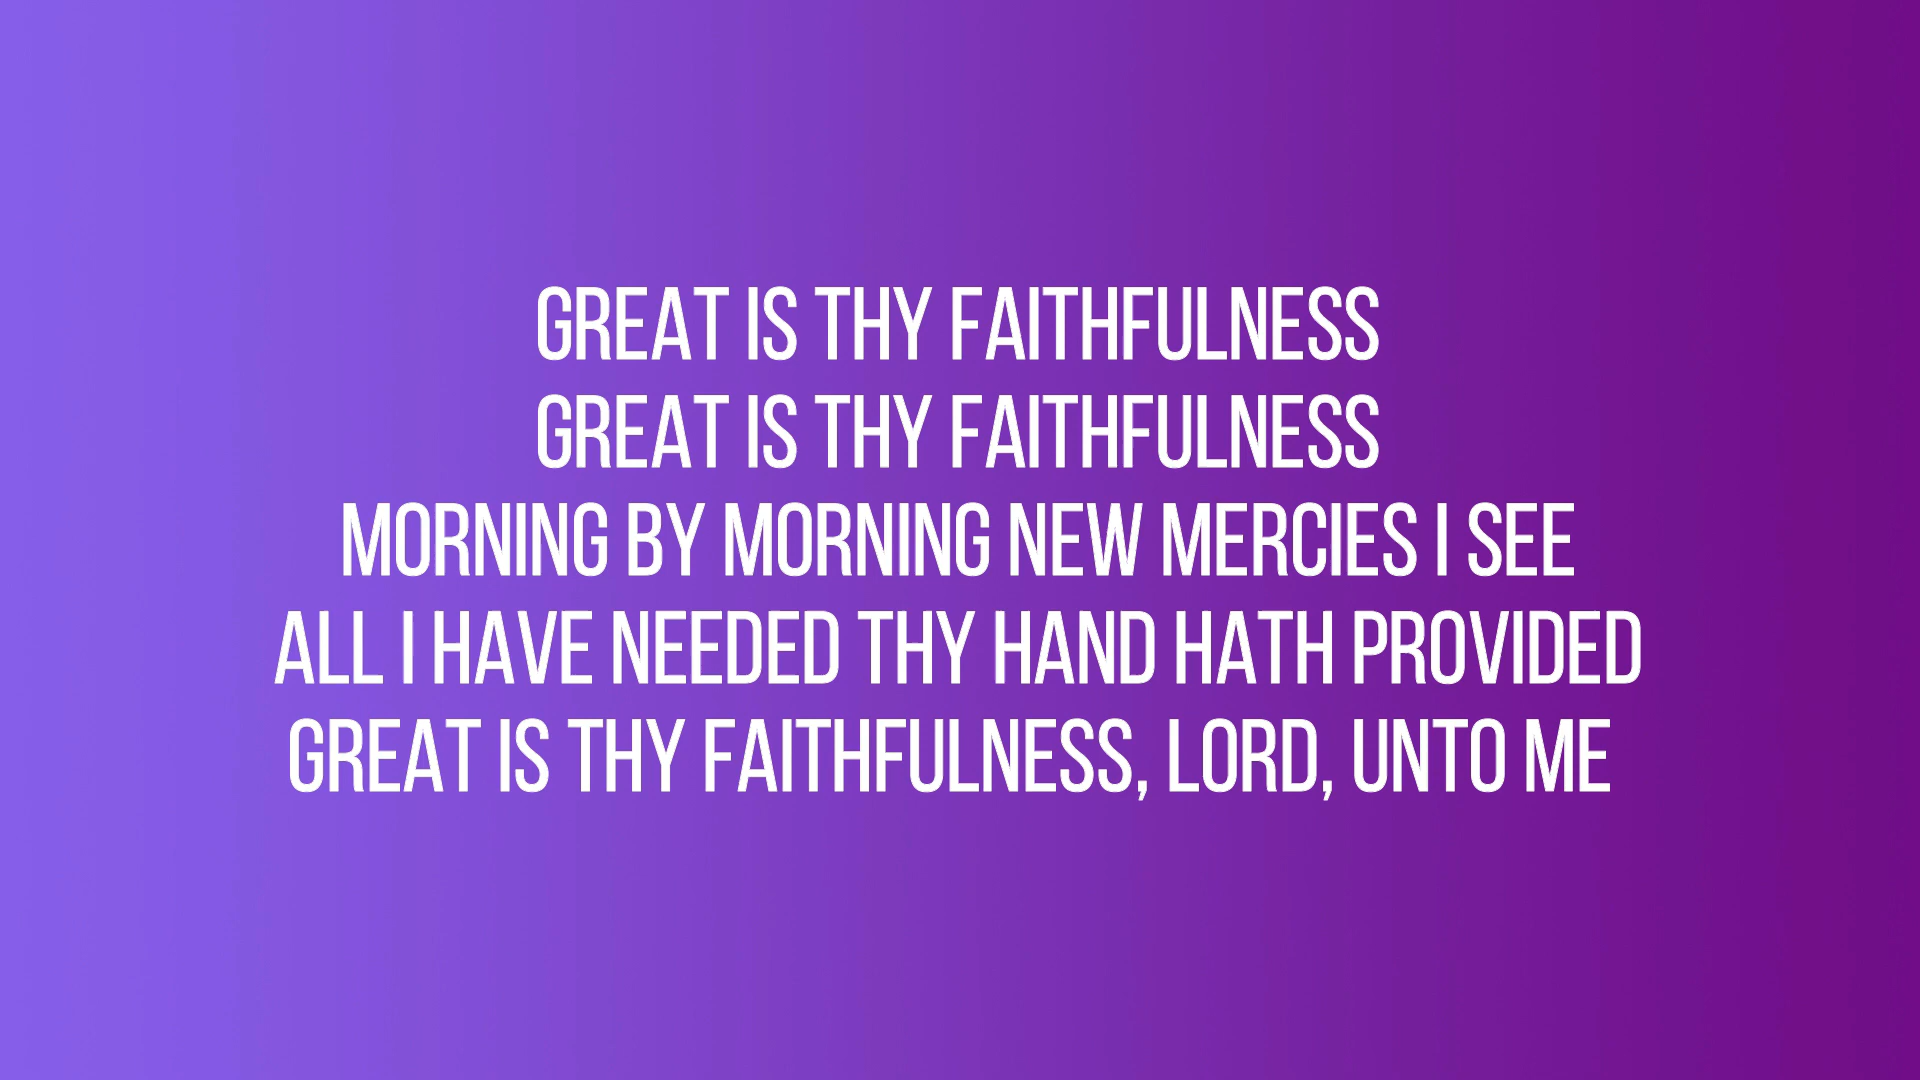 GREAT IS THY FAITHFULNESS
GREAT IS THY FAITHFULNESS
MORNING BY MORNING NEW MERCIES I SEE
ALL I HAVE NEEDED THY HAND HATH PROVIDED
GREAT IS THY FAITHFULNESS, LORD, UNTO ME